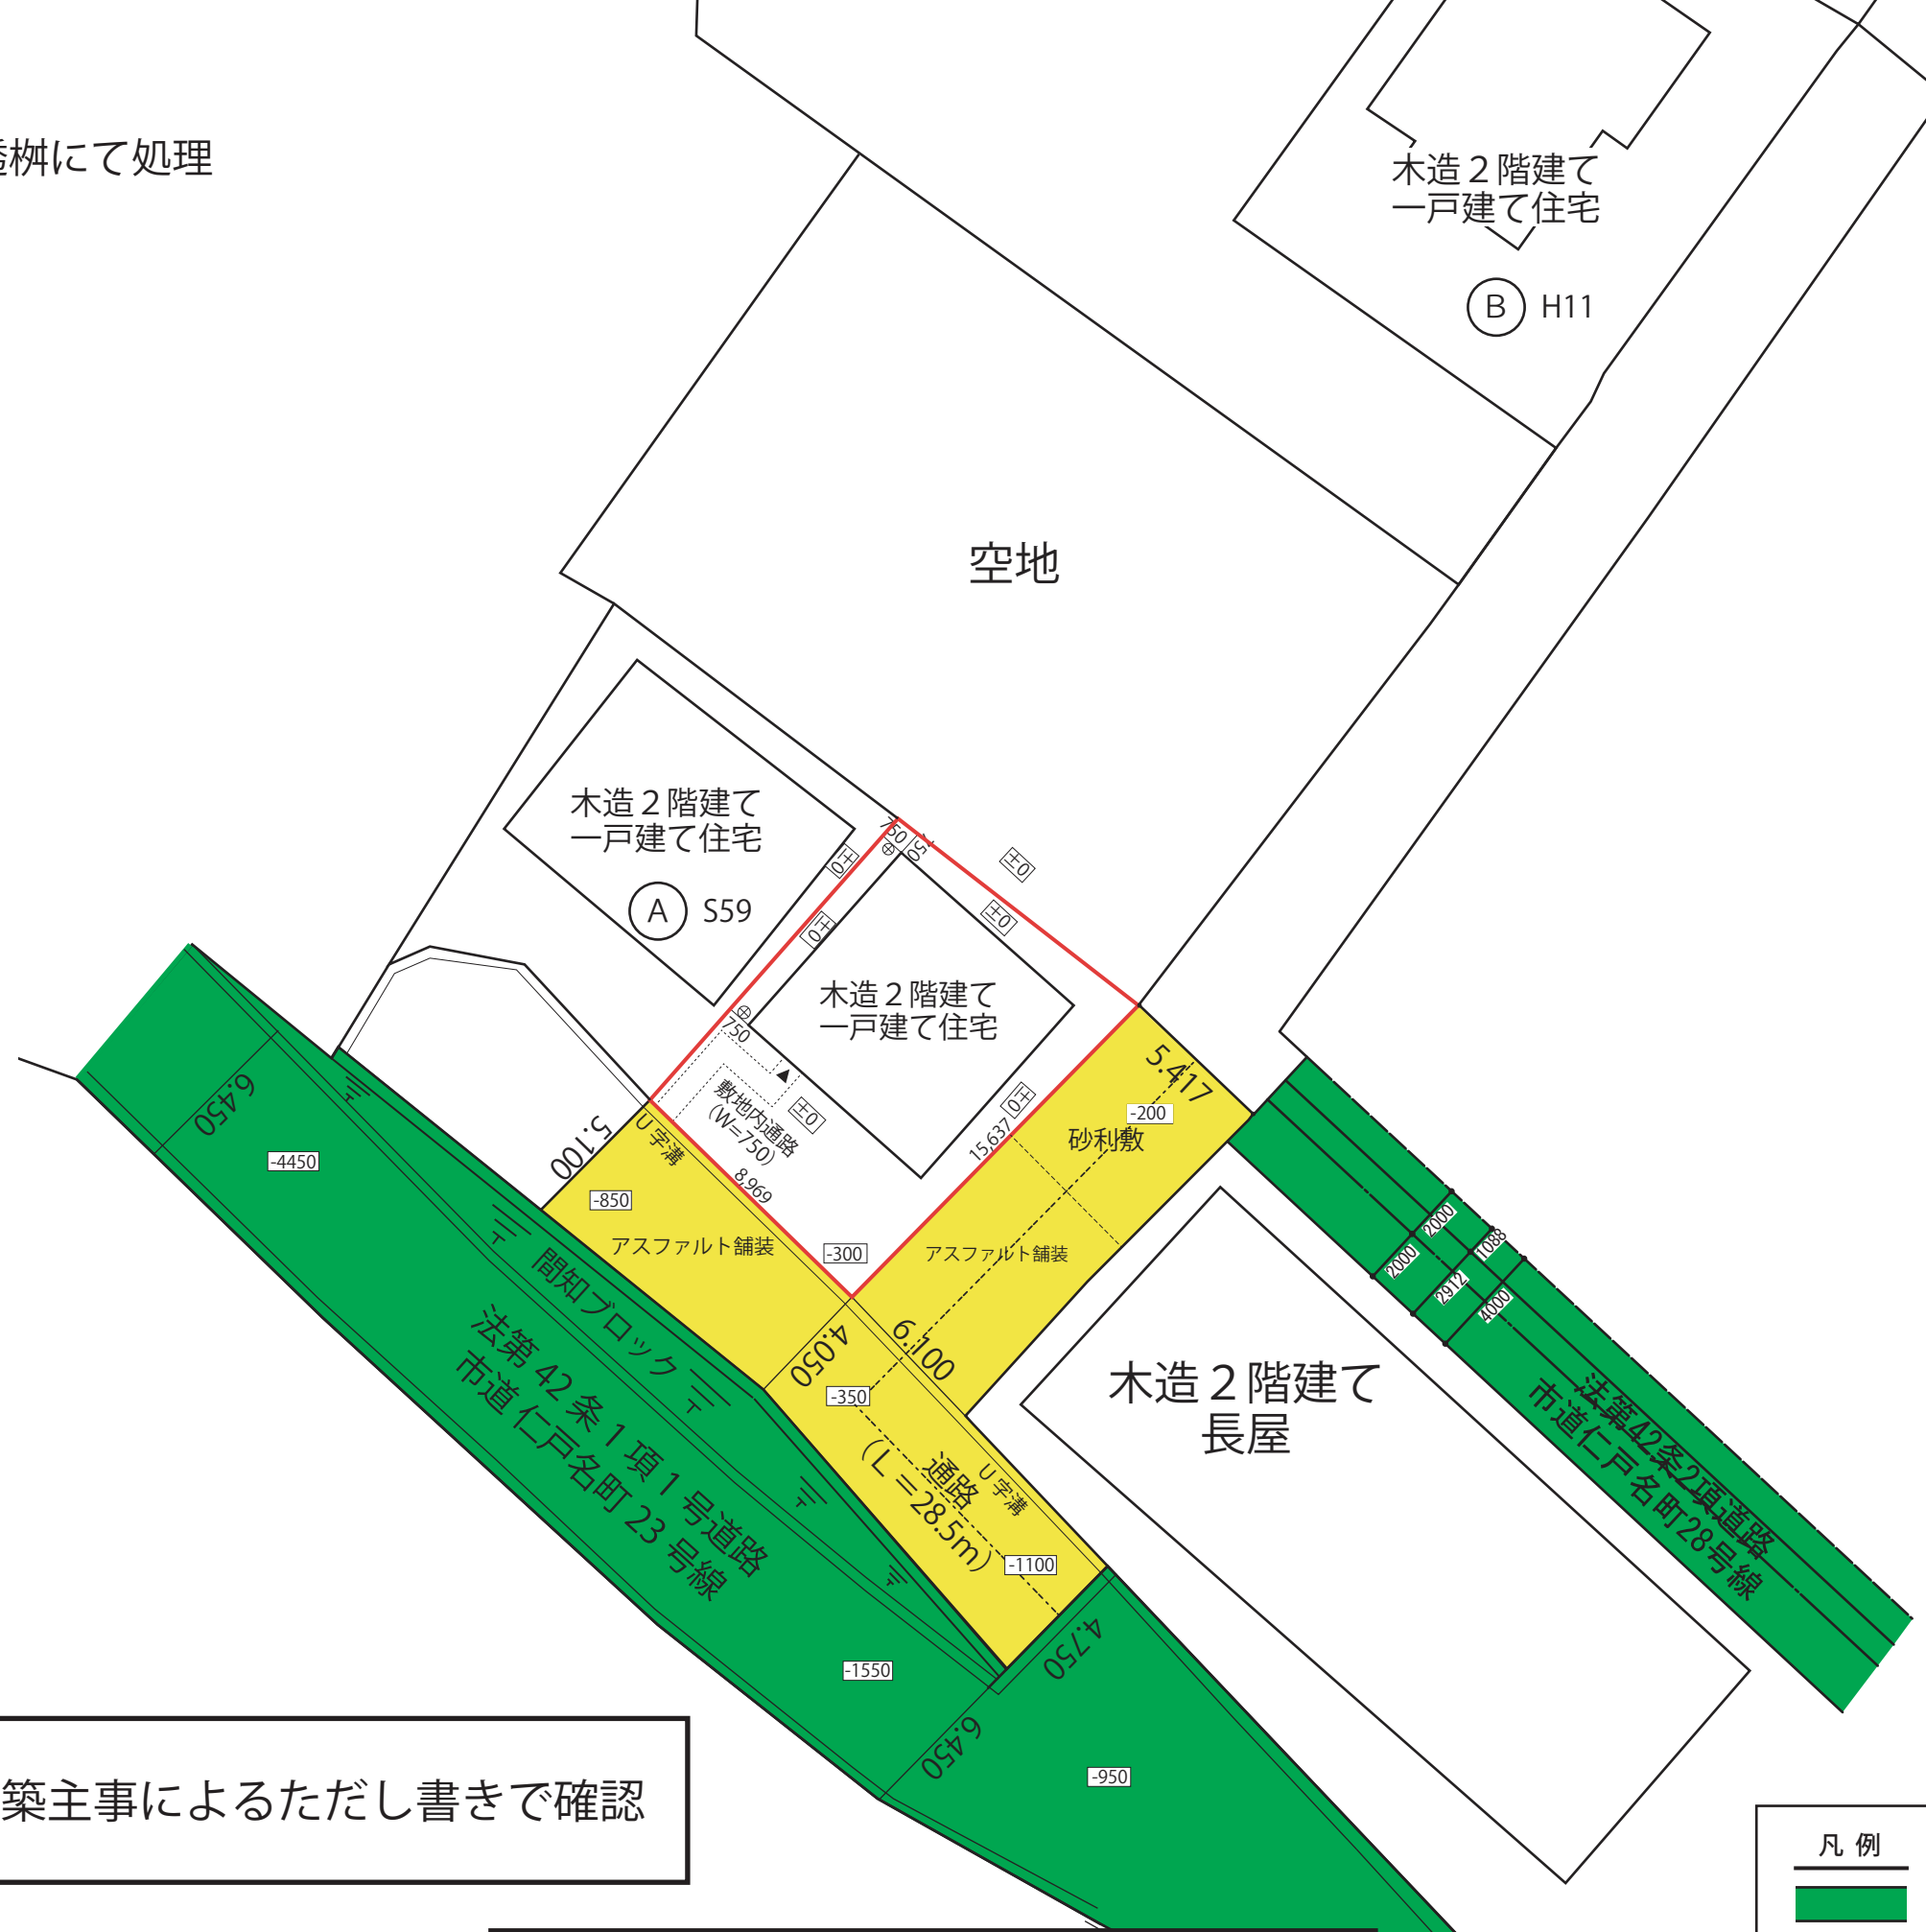 桝にて処理
木造２階建て
一戸建て住宅
B H11
空地
木造２階建て
一戸建て住宅
A S59
750
750
±0
±0
±0
±0
木造２階建て
一戸建て住宅
750
敷地内通路
(W=750)
±0
8,969
15,637
±0
5.417
-200
砂利敷
5.100
U字溝
-850
アスファルト舗装
-300
アスファルト舗装
6.450
-4450
間知ブロック
法第 42 条 1 項 1 号道路
市道 仁戸名町 23 号線
4.050
6.100
-350
通路
(L＝28.5m)
U字溝
-1100
4.750
-1550
6.450
-950
木造２階建て
長屋
2000
2000
1088
2912
4000
法第42条2項道路
市道仁戸名町28号線
築主事によるただし書きで確認
凡 例